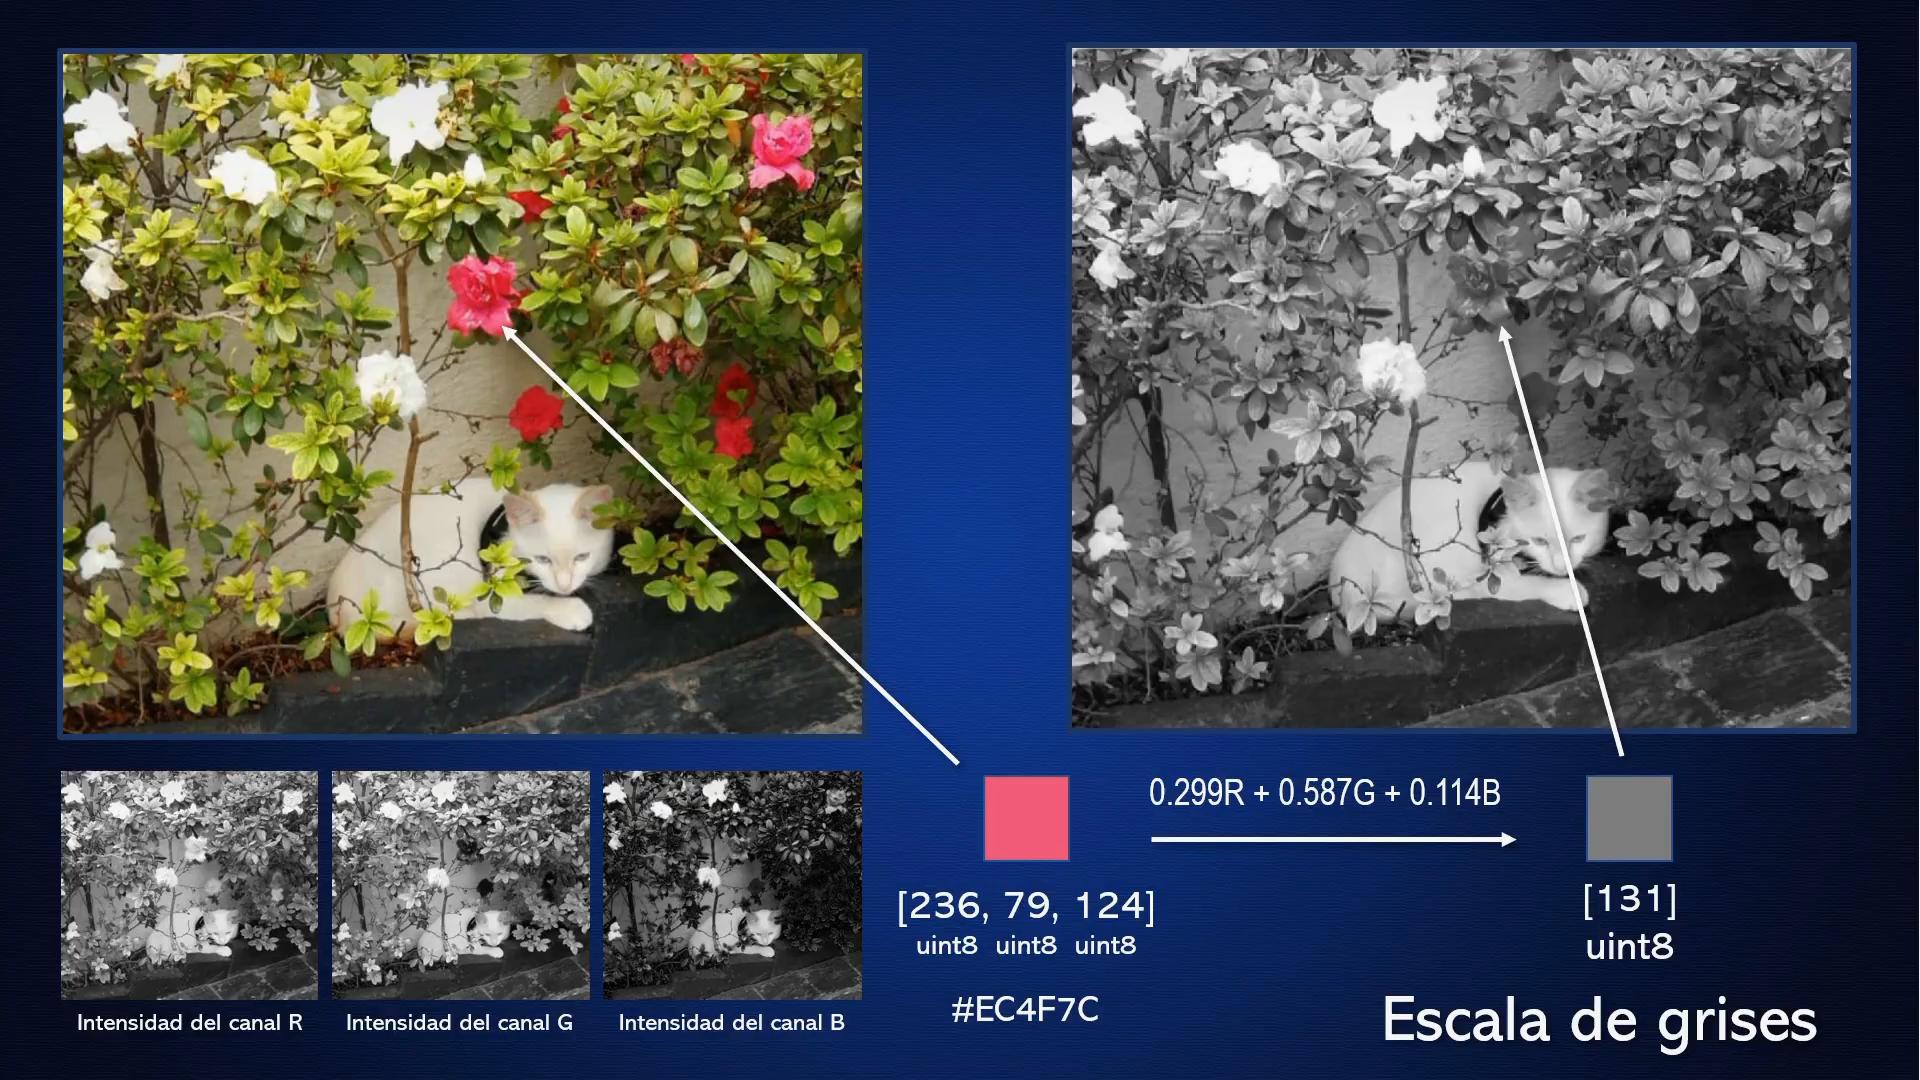 Intensidad del canal R
Intensidad del canal G
Intensidad del canal B
[236, 79, 124]
uint8 uint8 uint8
#EC4F7C
0.299R + 0.587G + 0.114B
[131]
uint8
Escala de grises